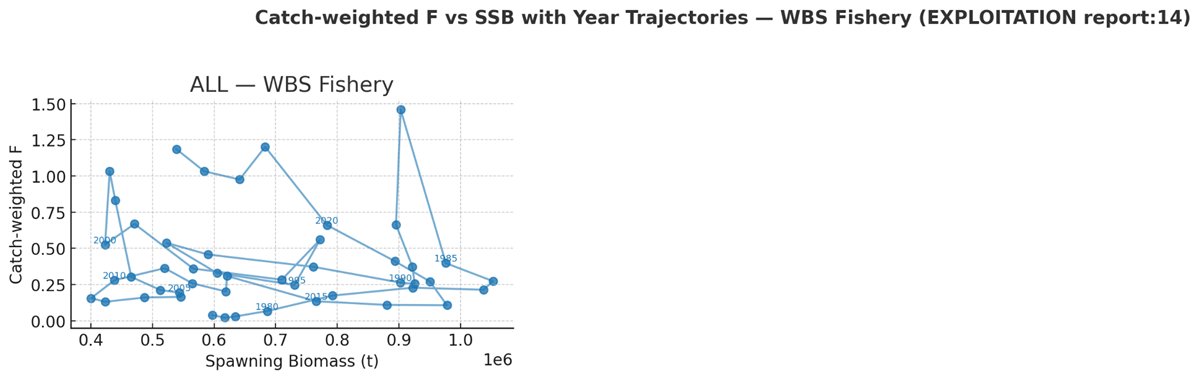 Catch-weighted F vs SSB with Year Trajectories — WBS Fishery (EXPLOITATION report:14)
ALL — WBS Fishery
Catch-weighted F
1.50
1.25
1.00
0.75
0.50
0.25
0.00
2020
2000
1985
2010
1990
1995
2005
2015
1980
0.4 0.5 0.6 0.7 0.8 0.9 1.0
1e6
Spawning Biomass (t)